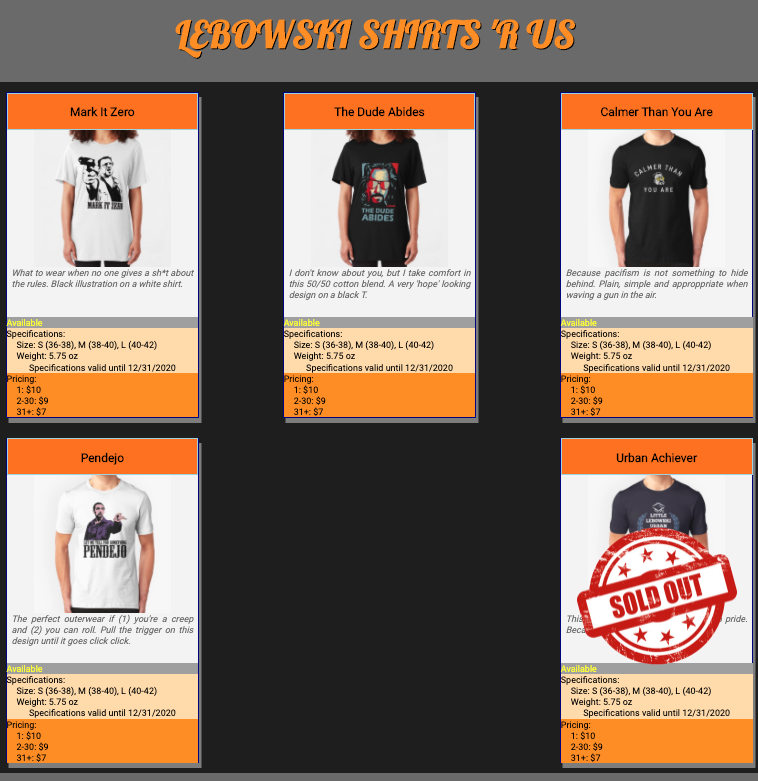 LEBOWSKI SHIRTS 'R US
Mark It Zero
MARK IT ZERO
What to wear when no one gives a sh*t about
the rules. Black illustration on a white shirt.
Available
Specifications:
Size: S (36-38), M (38-40), L (40-42)
Weight: 5.75 oz
Specifications valid until 12/31/2020
Pricing:
1: $10
2-30: $9
31+: $7
The Dude Abides
THE DUDE
ABIDES
I don't know about you, but I take comfort in
this 50/50 cotton blend. A very 'hope' looking
design on a black T.
Available
Specifications:
Size: S (36-38), M (38-40), L (40-42)
Weight: 5.75 oz
Specifications valid until 12/31/2020
Pricing:
1: $10
2-30: $9
31+: $7
Calmer Than You Are
CALMER THAN
YOU ARE
Because pacifism is not something to hide
behind. Plain, simple and approppriate when
waving a gun in the air.
Available
Specifications:
Size: S (36-38), M (38-40), L (40-42)
Weight: 5.75 oz
Specifications valid until 12/31/2020
Pricing:
1: $10
2-30: $9
31+: $7
Pendejo
PENDEJO
The perfect outerwear if (1) you're a creep
and (2) you can roll. Pull the trigger on this
design until it goes click click.
Available
Specifications:
Size: S (36-38), M (38-40), L (40-42)
Weight: 5.75 oz
Specifications valid until 12/31/2020
Pricing:
1: $10
2-30: $9
31+: $7
Urban Achiever
LITTLE
LEBOWSKI
URBAN
SOLD OUT
pride.
Available
Specifications:
Size: S (36-38), M (38-40), L (40-42)
Weight: 5.75 oz
Specifications valid until 12/31/2020
Pricing:
1: $10
2-30: $9
31+: $7